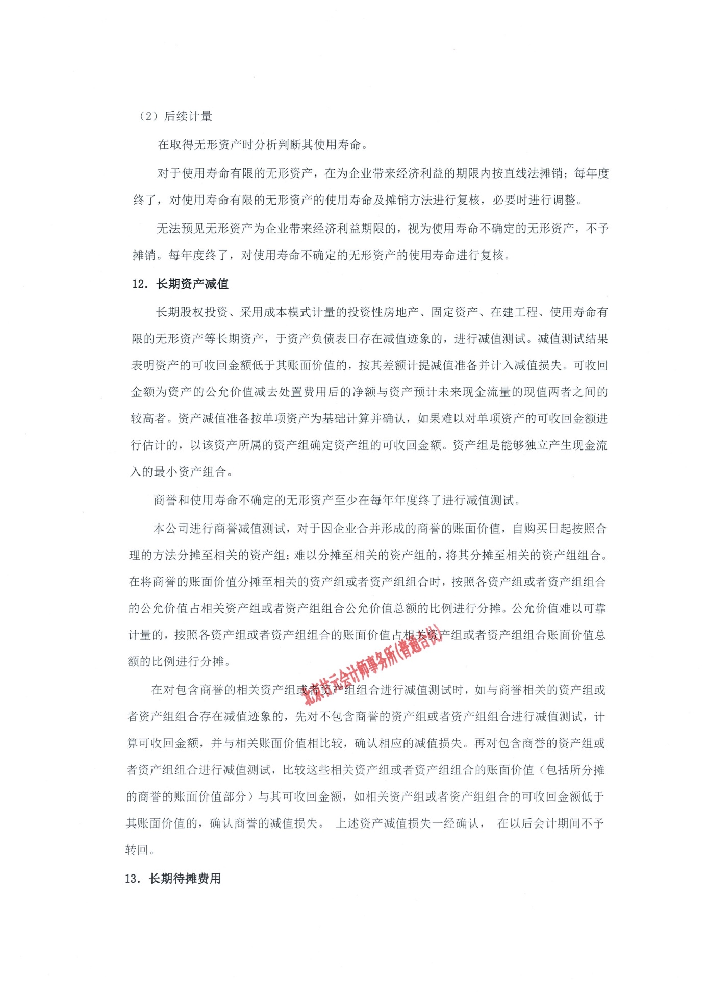 （2）后续计量
在取得无形资产时分析判断其使用寿命。
对于使用寿命有限的无形资产，在为企业带来经济利益的期限内按直线法摊销；每年度
终了，对使用寿命有限的无形资产的使用寿命及摊销方法进行复核，必要时进行调整。
无法预见无形资产为企业带来经济利益期限的，视为使用寿命不确定的无形资产，不予
摊销。每年度终了，对使用寿命不确定的无形资产的使用寿命进行复核。
12．长期资产减值
长期股权投资、采用成本模式计量的投资性房地产、固定资产、在建工程、使用寿命有
限的无形资产等长期资产，于资产负债表日存在减值迹象的，进行减值测试。减值测试结果
表明资产的可收回金额低于其账面价值的，按其差额计提减值准备并计入减值损失。可收回
金额为资产的公允价值减去处置费用后的净额与资产预计未来现金流量的现值两者之间的
较高者。资产减值准备按单项资产为基础计算并确认，如果难以对单项资产的可收回金额进
行估计的，以该资产所属的资产组确定资产组的可收回金额。资产组是能够独立产生现金流
入的最小资产组合。
商誉和使用寿命不确定的无形资产至少在每年年度终了进行减值测试。
本公司进行商誉减值测试，对于因企业合并形成的商誉的账面价值，自购买日起按照合
理的方法分摊至相关的资产组；难以分摊至相关的资产组的，将其分摊至相关的资产组组合。
在将商誉的账面价值分摊至相关的资产组或者资产组组合时，按照各资产组或者资产组组合
的公允价值占相关资产组或者资产组组合公允价值总额的比例进行分摊。公允价值难以可靠
计量的，按照各资产组或者资产组组合的账面价值占相关资产组或者资产组组合账面价值总
额的比例进行分摊。
北京 元会计师事务所（普通合伙）
在对包含商誉的相关资产组或者资产组组合进行减值测试时，如与商誉相关的资产组或
者资产组组合存在减值迹象的，先对不包含商誉的资产组或者资产组组合进行减值测试，计
算可收回金额，并与相关账面价值相比较，确认相应的减值损失。再对包含商誉的资产组或
者资产组组合进行减值测试，比较这些相关资产组或者资产组组合的账面价值（包括所分摊
的商誉的账面价值部分）与其可收回金额，如相关资产组或者资产组组合的可收回金额低于
其账面价值的，确认商誉的减值损失。 上述资产减值损失一经确认， 在以后会计期间不予
转回。
13．长期待摊费用